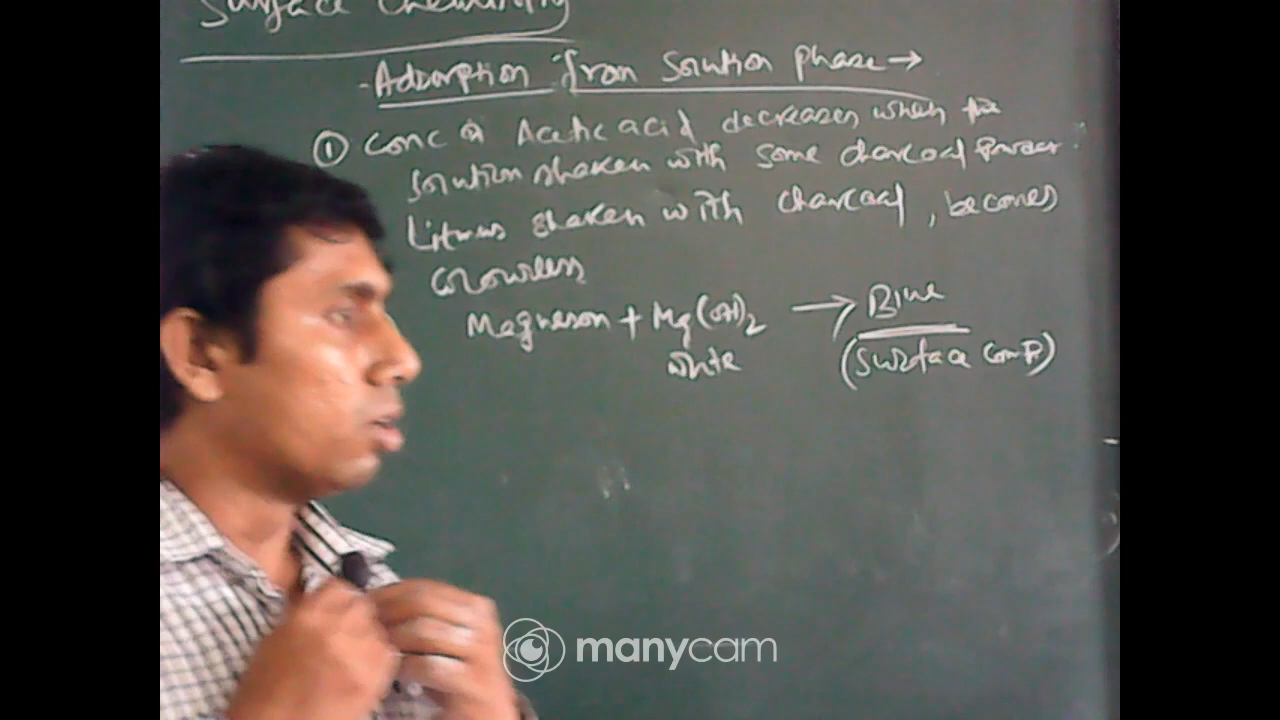 Surface Chemistry
- Adsorption from Solution phase →
① Conc of Acetic acid decreases when the
solution shaken with some charcoal Powder.
Litmus shaken with charcoal, becomes
colourless
Magneson + Mg(OH)2 → Blue
white (Surface comp)
manycam